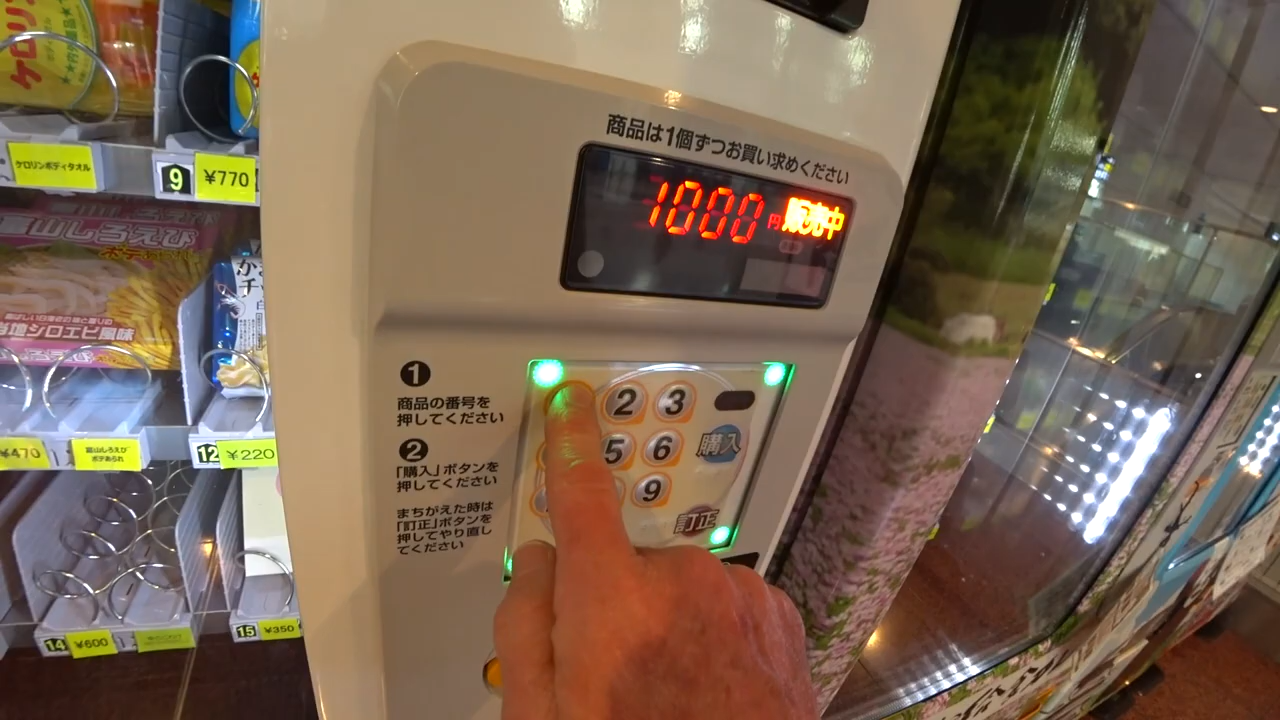 ケロリン
ケロリンボディタオル
9 ¥770
商品は1個ずつお買い求めください
1000円 販売中
富山しろえび
当地シロエビ風味
¥470
富山しろえび
ポテあられ
12 ¥220
14 ¥600
15 ¥350
❶
商品の番号を
押してください
❷
「購入」ボタンを
押してください
まちがえた時は
「訂正」ボタンを
押してやり直し
てください
2 3
5 6 購入
9
訂正